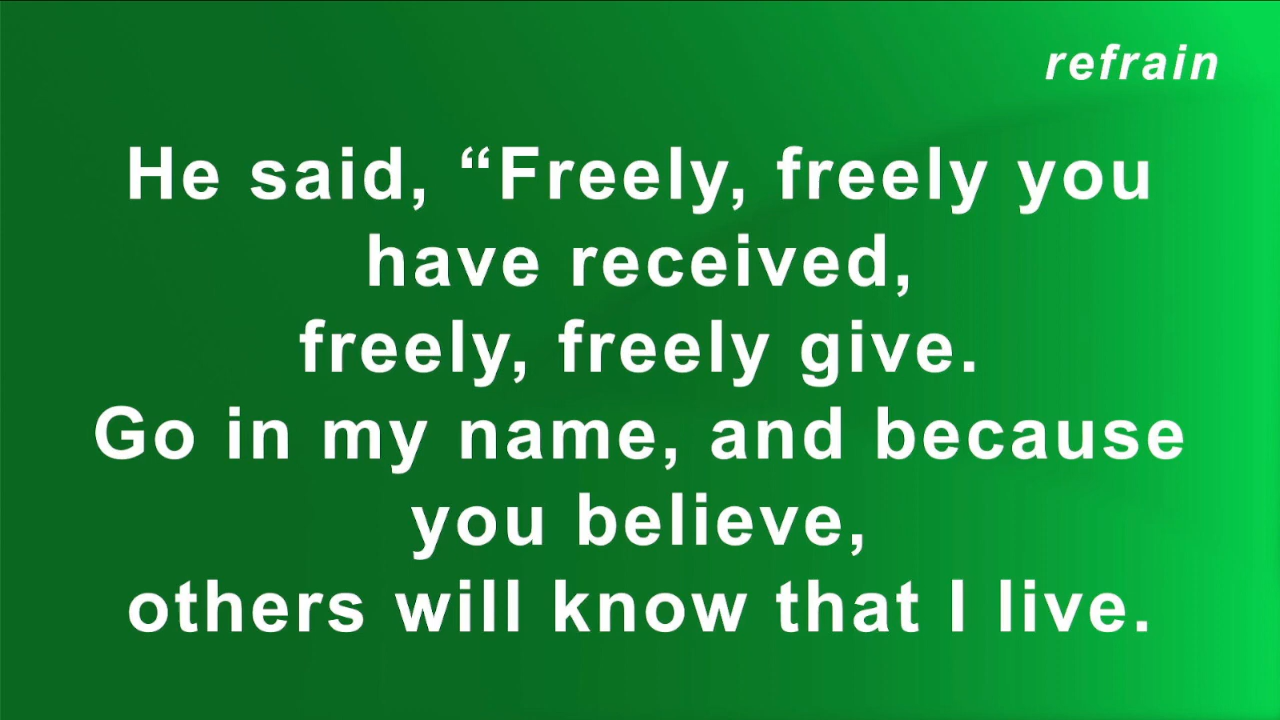 refrain
He said, “Freely, freely you
have received,
freely, freely give.
Go in my name, and because
you believe,
others will know that I live.